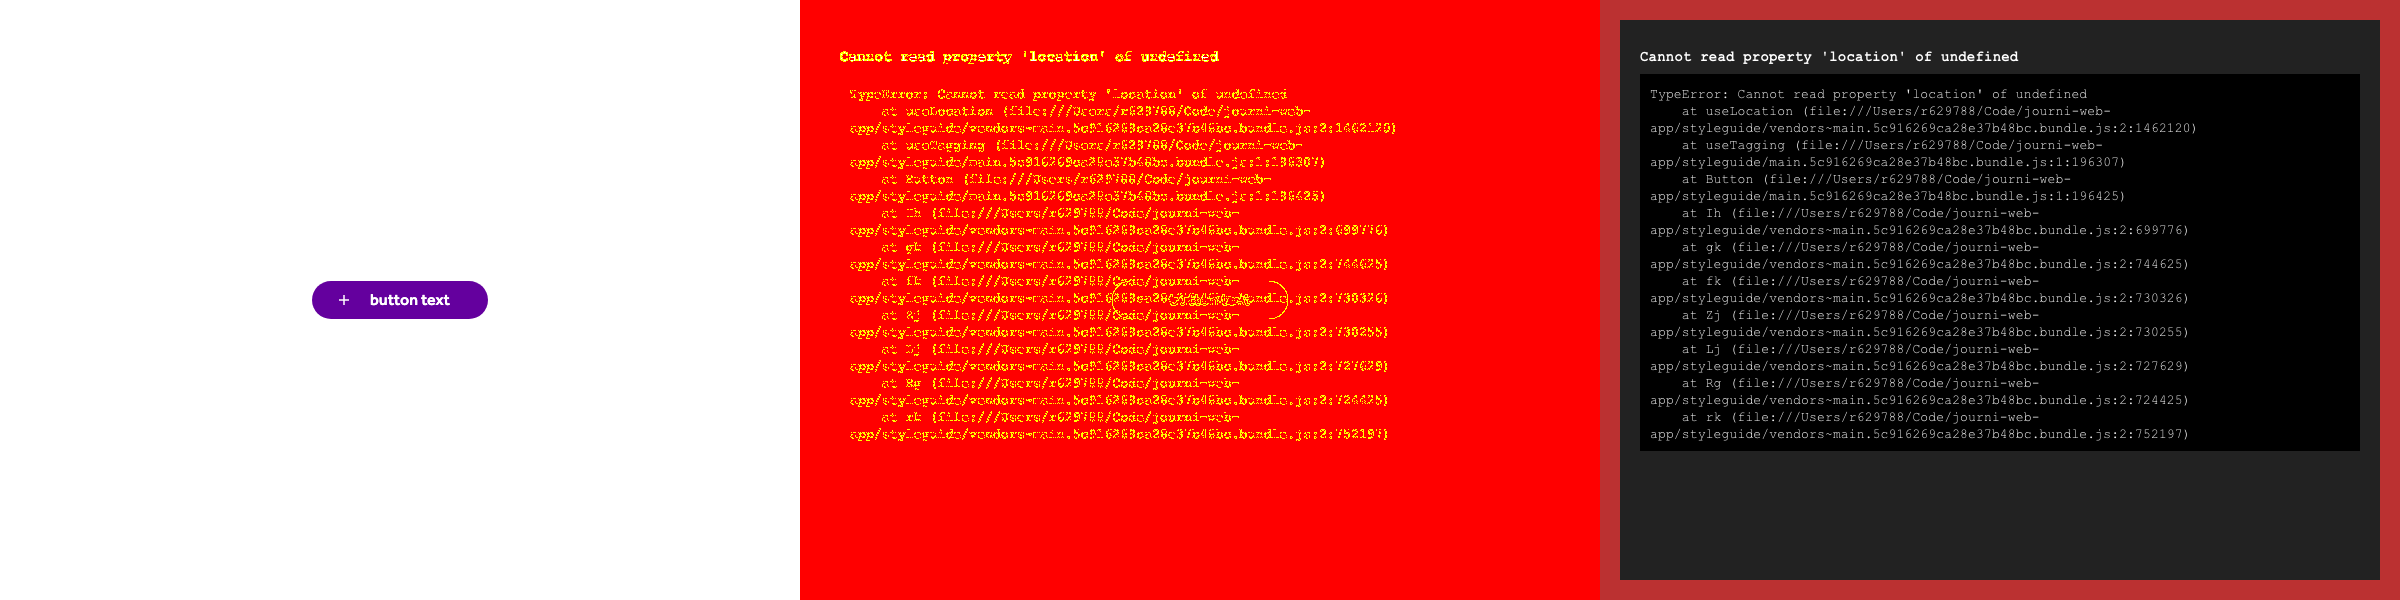 + button text
Cannot read property 'location' of undefined
TypeError: Cannot read property 'location' of undefined
at useLocation (file:///Users/r629788/Code/journi-web-
app/styleguide/vendors~main.5c916269ca28e37b48bc.bundle.js:2:1462120)
at useTagging (file:///Users/r629788/Code/journi-web-
app/styleguide/main.5c916269ca28e37b48bc.bundle.js:1:196307)
at Button (file:///Users/r629788/Code/journi-web-
app/styleguide/main.5c916269ca28e37b48bc.bundle.js:1:196425)
at Ih (file:///Users/r629788/Code/journi-web-
app/styleguide/vendors~main.5c916269ca28e37b48bc.bundle.js:2:699776)
at gk (file:///Users/r629788/Code/journi-web-
app/styleguide/vendors~main.5c916269ca28e37b48bc.bundle.js:2:744625)
at fk (file:///Users/r629788/Code/journi-web-
app/styleguide/vendors~main.5c916269ca28e37b48bc.bundle.js:2:730326)
at Zj (file:///Users/r629788/Code/journi-web-
app/styleguide/vendors~main.5c916269ca28e37b48bc.bundle.js:2:730255)
at Lj (file:///Users/r629788/Code/journi-web-
app/styleguide/vendors~main.5c916269ca28e37b48bc.bundle.js:2:727629)
at Rg (file:///Users/r629788/Code/journi-web-
app/styleguide/vendors~main.5c916269ca28e37b48bc.bundle.js:2:724425)
at rk (file:///Users/r629788/Code/journi-web-
app/styleguide/vendors~main.5c916269ca28e37b48bc.bundle.js:2:752197)
Cannot read property 'location' of undefined
TypeError: Cannot read property 'location' of undefined
at useLocation (file:///Users/r629788/Code/journi-web-
app/styleguide/vendors~main.5c916269ca28e37b48bc.bundle.js:2:1462120)
at useTagging (file:///Users/r629788/Code/journi-web-
app/styleguide/main.5c916269ca28e37b48bc.bundle.js:1:196307)
at Button (file:///Users/r629788/Code/journi-web-
app/styleguide/main.5c916269ca28e37b48bc.bundle.js:1:196425)
at Ih (file:///Users/r629788/Code/journi-web-
app/styleguide/vendors~main.5c916269ca28e37b48bc.bundle.js:2:699776)
at gk (file:///Users/r629788/Code/journi-web-
app/styleguide/vendors~main.5c916269ca28e37b48bc.bundle.js:2:744625)
at fk (file:///Users/r629788/Code/journi-web-
app/styleguide/vendors~main.5c916269ca28e37b48bc.bundle.js:2:730326)
at Zj (file:///Users/r629788/Code/journi-web-
app/styleguide/vendors~main.5c916269ca28e37b48bc.bundle.js:2:730255)
at Lj (file:///Users/r629788/Code/journi-web-
app/styleguide/vendors~main.5c916269ca28e37b48bc.bundle.js:2:727629)
at Rg (file:///Users/r629788/Code/journi-web-
app/styleguide/vendors~main.5c916269ca28e37b48bc.bundle.js:2:724425)
at rk (file:///Users/r629788/Code/journi-web-
app/styleguide/vendors~main.5c916269ca28e37b48bc.bundle.js:2:752197)